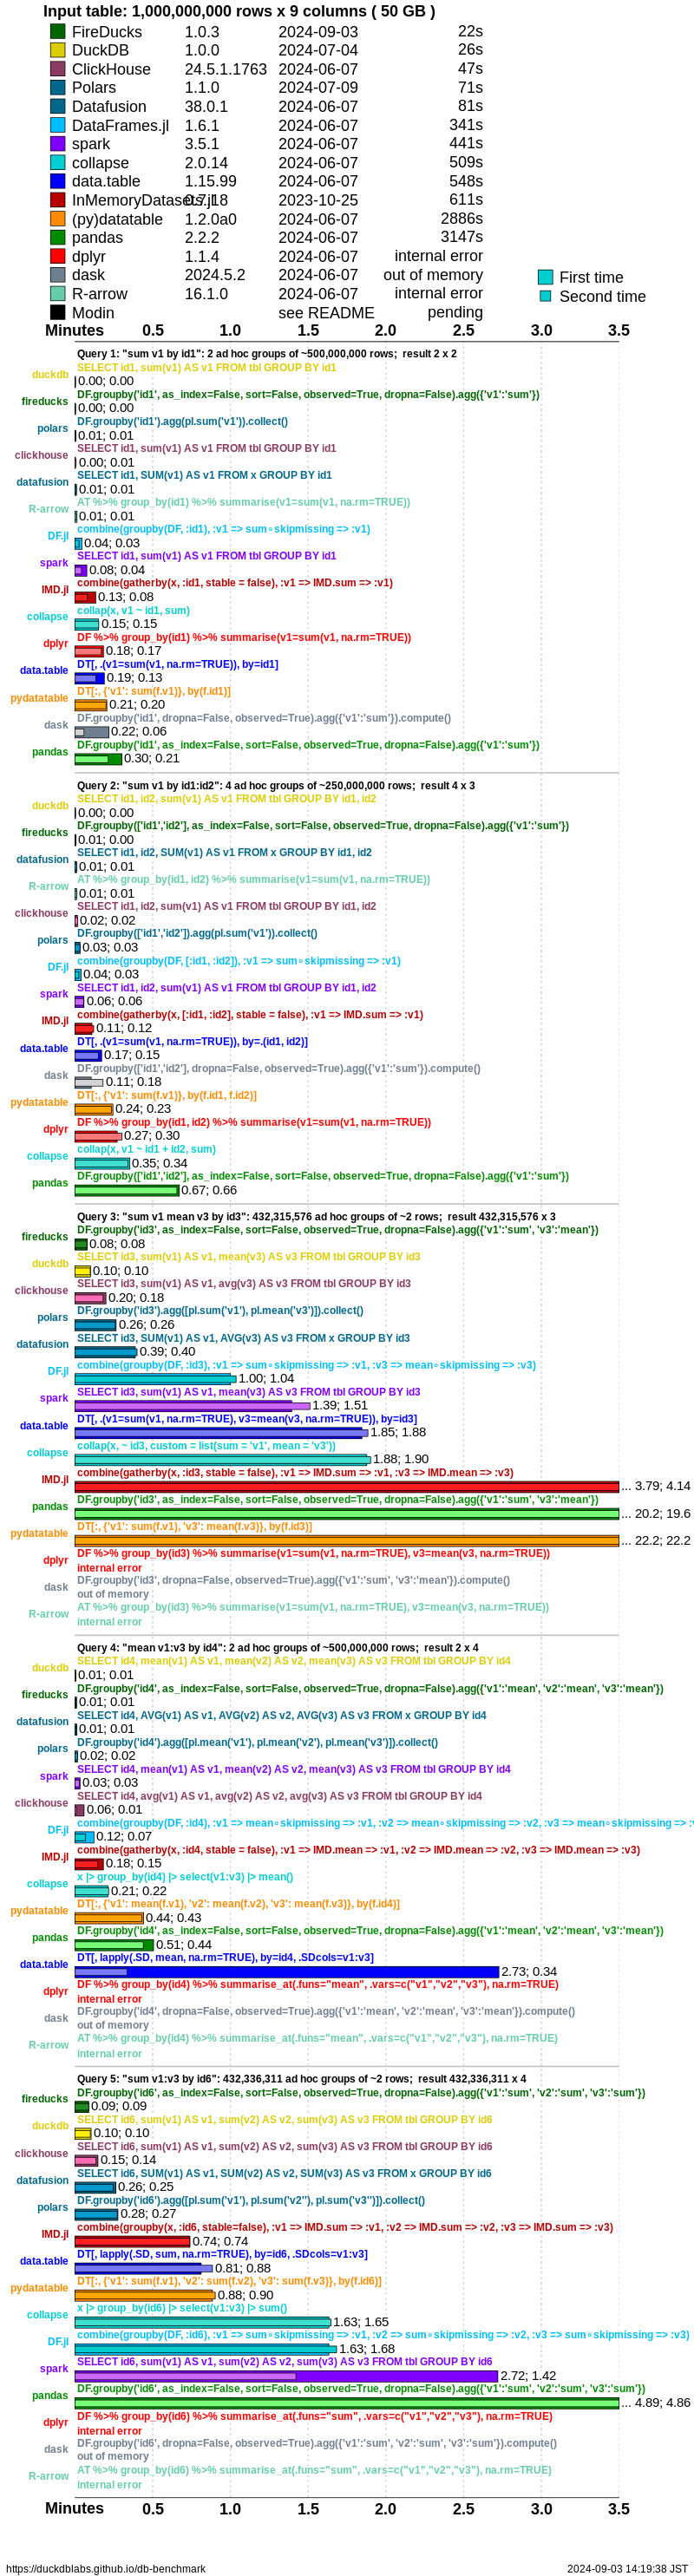 Input table: 1,000,000,000 rows x 9 columns ( 50 GB )
FireDucks 1.0.3 2024-09-03 22s
DuckDB 1.0.0 2024-07-04 26s
ClickHouse 24.5.1.1763 2024-06-07 47s
Polars 1.1.0 2024-07-09 71s
Datafusion 38.0.1 2024-06-07 81s
DataFrames.jl 1.6.1 2024-06-07 341s
spark 3.5.1 2024-06-07 441s
collapse 2.0.14 2024-06-07 509s
data.table 1.15.99 2024-06-07 548s
InMemoryDatasets.jl 0.7.18 2023-10-25 611s
(py)datatable 1.2.0a0 2024-06-07 2886s
pandas 2.2.2 2024-06-07 3147s
dplyr 1.1.4 2024-06-07 internal error
dask 2024.5.2 2024-06-07 out of memory
R-arrow 16.1.0 2024-06-07 internal error
Modin see README pending
First time
Second time
Minutes 0.5 1.0 1.5 2.0 2.5 3.0 3.5
Query 1: "sum v1 by id1": 2 ad hoc groups of ~500,000,000 rows; result 2 x 2
duckdb SELECT id1, sum(v1) AS v1 FROM tbl GROUP BY id1
0.00; 0.00
fireducks DF.groupby('id1', as_index=False, sort=False, observed=True, dropna=False).agg({'v1':'sum'})
0.00; 0.00
polars DF.groupby('id1').agg(pl.sum('v1')).collect()
0.01; 0.01
clickhouse SELECT id1, sum(v1) AS v1 FROM tbl GROUP BY id1
0.00; 0.01
datafusion SELECT id1, SUM(v1) AS v1 FROM x GROUP BY id1
0.01; 0.01
R-arrow AT %>% group_by(id1) %>% summarise(v1=sum(v1, na.rm=TRUE))
0.01; 0.01
DF.jl combine(groupby(DF, :id1), :v1 => sum∘skipmissing => :v1)
0.04; 0.03
spark SELECT id1, sum(v1) AS v1 FROM tbl GROUP BY id1
0.08; 0.04
IMD.jl combine(gatherby(x, :id1, stable = false), :v1 => IMD.sum => :v1)
0.13; 0.08
collapse collap(x, v1 ~ id1, sum)
0.15; 0.15
dplyr DF %>% group_by(id1) %>% summarise(v1=sum(v1, na.rm=TRUE))
0.18; 0.17
data.table DT[, .(v1=sum(v1, na.rm=TRUE)), by=id1]
0.19; 0.13
pydatatable DT[:, {'v1': sum(f.v1)}, by(f.id1)]
0.21; 0.20
dask DF.groupby('id1', dropna=False, observed=True).agg({'v1':'sum'}).compute()
0.22; 0.06
pandas DF.groupby('id1', as_index=False, sort=False, observed=True, dropna=False).agg({'v1':'sum'})
0.30; 0.21
Query 2: "sum v1 by id1:id2": 4 ad hoc groups of ~250,000,000 rows; result 4 x 3
duckdb SELECT id1, id2, sum(v1) AS v1 FROM tbl GROUP BY id1, id2
0.00; 0.00
fireducks DF.groupby(['id1','id2'], as_index=False, sort=False, observed=True, dropna=False).agg({'v1':'sum'})
0.01; 0.00
datafusion SELECT id1, id2, SUM(v1) AS v1 FROM x GROUP BY id1, id2
0.01; 0.01
R-arrow AT %>% group_by(id1, id2) %>% summarise(v1=sum(v1, na.rm=TRUE))
0.01; 0.01
clickhouse SELECT id1, id2, sum(v1) AS v1 FROM tbl GROUP BY id1, id2
0.02; 0.02
polars DF.groupby(['id1','id2']).agg(pl.sum('v1')).collect()
0.03; 0.03
DF.jl combine(groupby(DF, [:id1, :id2]), :v1 => sum∘skipmissing => :v1)
0.04; 0.03
spark SELECT id1, id2, sum(v1) AS v1 FROM tbl GROUP BY id1, id2
0.06; 0.06
IMD.jl combine(gatherby(x, [:id1, :id2], stable = false), :v1 => IMD.sum => :v1)
0.11; 0.12
data.table DT[, .(v1=sum(v1, na.rm=TRUE)), by=.(id1, id2)]
0.17; 0.15
dask DF.groupby(['id1','id2'], dropna=False, observed=True).agg({'v1':'sum'}).compute()
0.11; 0.18
pydatatable DT[:, {'v1': sum(f.v1)}, by(f.id1, f.id2)]
0.24; 0.23
dplyr DF %>% group_by(id1, id2) %>% summarise(v1=sum(v1, na.rm=TRUE))
0.27; 0.30
collapse collap(x, v1 ~ id1 + id2, sum)
0.35; 0.34
pandas DF.groupby(['id1','id2'], as_index=False, sort=False, observed=True, dropna=False).agg({'v1':'sum'})
0.67; 0.66
Query 3: "sum v1 mean v3 by id3": 432,315,576 ad hoc groups of ~2 rows; result 432,315,576 x 3
fireducks DF.groupby('id3', as_index=False, sort=False, observed=True, dropna=False).agg({'v1':'sum', 'v3':'mean'})
0.08; 0.08
duckdb SELECT id3, sum(v1) AS v1, mean(v3) AS v3 FROM tbl GROUP BY id3
0.10; 0.10
clickhouse SELECT id3, sum(v1) AS v1, avg(v3) AS v3 FROM tbl GROUP BY id3
0.20; 0.18
polars DF.groupby('id3').agg([pl.sum('v1'), pl.mean('v3')]).collect()
0.26; 0.26
datafusion SELECT id3, SUM(v1) AS v1, AVG(v3) AS v3 FROM x GROUP BY id3
0.39; 0.40
DF.jl combine(groupby(DF, :id3), :v1 => sum∘skipmissing => :v1, :v3 => mean∘skipmissing => :v3)
1.00; 1.04
spark SELECT id3, sum(v1) AS v1, mean(v3) AS v3 FROM tbl GROUP BY id3
1.39; 1.51
data.table DT[, .(v1=sum(v1, na.rm=TRUE), v3=mean(v3, na.rm=TRUE)), by=id3]
1.85; 1.88
collapse collap(x, ~ id3, custom = list(sum = 'v1', mean = 'v3'))
1.88; 1.90
IMD.jl combine(gatherby(x, :id3, stable = false), :v1 => IMD.sum => :v1, :v3 => IMD.mean => :v3)
... 3.79; 4.14
pandas DF.groupby('id3', as_index=False, sort=False, observed=True, dropna=False).agg({'v1':'sum', 'v3':'mean'})
... 20.2; 19.6
pydatatable DT[:, {'v1': sum(f.v1), 'v3': mean(f.v3)}, by(f.id3)]
... 22.2; 22.2
dplyr DF %>% group_by(id3) %>% summarise(v1=sum(v1, na.rm=TRUE), v3=mean(v3, na.rm=TRUE))
internal error
dask DF.groupby('id3', dropna=False, observed=True).agg({'v1':'sum', 'v3':'mean'}).compute()
out of memory
R-arrow AT %>% group_by(id3) %>% summarise(v1=sum(v1, na.rm=TRUE), v3=mean(v3, na.rm=TRUE))
internal error
Query 4: "mean v1:v3 by id4": 2 ad hoc groups of ~500,000,000 rows; result 2 x 4
duckdb SELECT id4, mean(v1) AS v1, mean(v2) AS v2, mean(v3) AS v3 FROM tbl GROUP BY id4
0.01; 0.01
fireducks DF.groupby('id4', as_index=False, sort=False, observed=True, dropna=False).agg({'v1':'mean', 'v2':'mean', 'v3':'mean'})
0.01; 0.01
datafusion SELECT id4, AVG(v1) AS v1, AVG(v2) AS v2, AVG(v3) AS v3 FROM x GROUP BY id4
0.01; 0.01
polars DF.groupby('id4').agg([pl.mean('v1'), pl.mean('v2'), pl.mean('v3')]).collect()
0.02; 0.02
spark SELECT id4, mean(v1) AS v1, mean(v2) AS v2, mean(v3) AS v3 FROM tbl GROUP BY id4
0.03; 0.03
clickhouse SELECT id4, avg(v1) AS v1, avg(v2) AS v2, avg(v3) AS v3 FROM tbl GROUP BY id4
0.06; 0.01
DF.jl combine(groupby(DF, :id4), :v1 => mean∘skipmissing => :v1, :v2 => mean∘skipmissing => :v2, :v3 => mean∘skipmissing => :v
0.12; 0.07
IMD.jl combine(gatherby(x, :id4, stable = false), :v1 => IMD.mean => :v1, :v2 => IMD.mean => :v2, :v3 => IMD.mean => :v3)
0.18; 0.15
collapse x |> group_by(id4) |> select(v1:v3) |> mean()
0.21; 0.22
pydatatable DT[:, {'v1': mean(f.v1), 'v2': mean(f.v2), 'v3': mean(f.v3)}, by(f.id4)]
0.44; 0.43
pandas DF.groupby('id4', as_index=False, sort=False, observed=True, dropna=False).agg({'v1':'mean', 'v2':'mean', 'v3':'mean'})
0.51; 0.44
data.table DT[, lapply(.SD, mean, na.rm=TRUE), by=id4, .SDcols=v1:v3]
2.73; 0.34
dplyr DF %>% group_by(id4) %>% summarise_at(.funs="mean", .vars=c("v1","v2","v3"), na.rm=TRUE)
internal error
dask DF.groupby('id4', dropna=False, observed=True).agg({'v1':'mean', 'v2':'mean', 'v3':'mean'}).compute()
out of memory
R-arrow AT %>% group_by(id4) %>% summarise_at(.funs="mean", .vars=c("v1","v2","v3"), na.rm=TRUE)
internal error
Query 5: "sum v1:v3 by id6": 432,336,311 ad hoc groups of ~2 rows; result 432,336,311 x 4
fireducks DF.groupby('id6', as_index=False, sort=False, observed=True, dropna=False).agg({'v1':'sum', 'v2':'sum', 'v3':'sum'})
0.09; 0.09
duckdb SELECT id6, sum(v1) AS v1, sum(v2) AS v2, sum(v3) AS v3 FROM tbl GROUP BY id6
0.10; 0.10
clickhouse SELECT id6, sum(v1) AS v1, sum(v2) AS v2, sum(v3) AS v3 FROM tbl GROUP BY id6
0.15; 0.14
datafusion SELECT id6, SUM(v1) AS v1, SUM(v2) AS v2, SUM(v3) AS v3 FROM x GROUP BY id6
0.26; 0.25
polars DF.groupby('id6').agg([pl.sum('v1'), pl.sum('v2''), pl.sum('v3'')]).collect()
0.28; 0.27
IMD.jl combine(groupby(x, :id6, stable=false), :v1 => IMD.sum => :v1, :v2 => IMD.sum => :v2, :v3 => IMD.sum => :v3)
0.74; 0.74
data.table DT[, lapply(.SD, sum, na.rm=TRUE), by=id6, .SDcols=v1:v3]
0.81; 0.88
pydatatable DT[:, {'v1': sum(f.v1), 'v2': sum(f.v2), 'v3': sum(f.v3)}, by(f.id6)]
0.88; 0.90
collapse x |> group_by(id6) |> select(v1:v3) |> sum()
1.63; 1.65
DF.jl combine(groupby(DF, :id6), :v1 => sum∘skipmissing => :v1, :v2 => sum∘skipmissing => :v2, :v3 => sum∘skipmissing => :v3)
1.63; 1.68
spark SELECT id6, sum(v1) AS v1, sum(v2) AS v2, sum(v3) AS v3 FROM tbl GROUP BY id6
2.72; 1.42
pandas DF.groupby('id6', as_index=False, sort=False, observed=True, dropna=False).agg({'v1':'sum', 'v2':'sum', 'v3':'sum'})
... 4.89; 4.86
dplyr DF %>% group_by(id6) %>% summarise_at(.funs="sum", .vars=c("v1","v2","v3"), na.rm=TRUE)
internal error
dask DF.groupby('id6', dropna=False, observed=True).agg({'v1':'sum', 'v2':'sum', 'v3':'sum'}).compute()
out of memory
R-arrow AT %>% group_by(id6) %>% summarise_at(.funs="sum", .vars=c("v1","v2","v3"), na.rm=TRUE)
internal error
Minutes 0.5 1.0 1.5 2.0 2.5 3.0 3.5
https://duckdblabs.github.io/db-benchmark 2024-09-03 14:19:38 JST